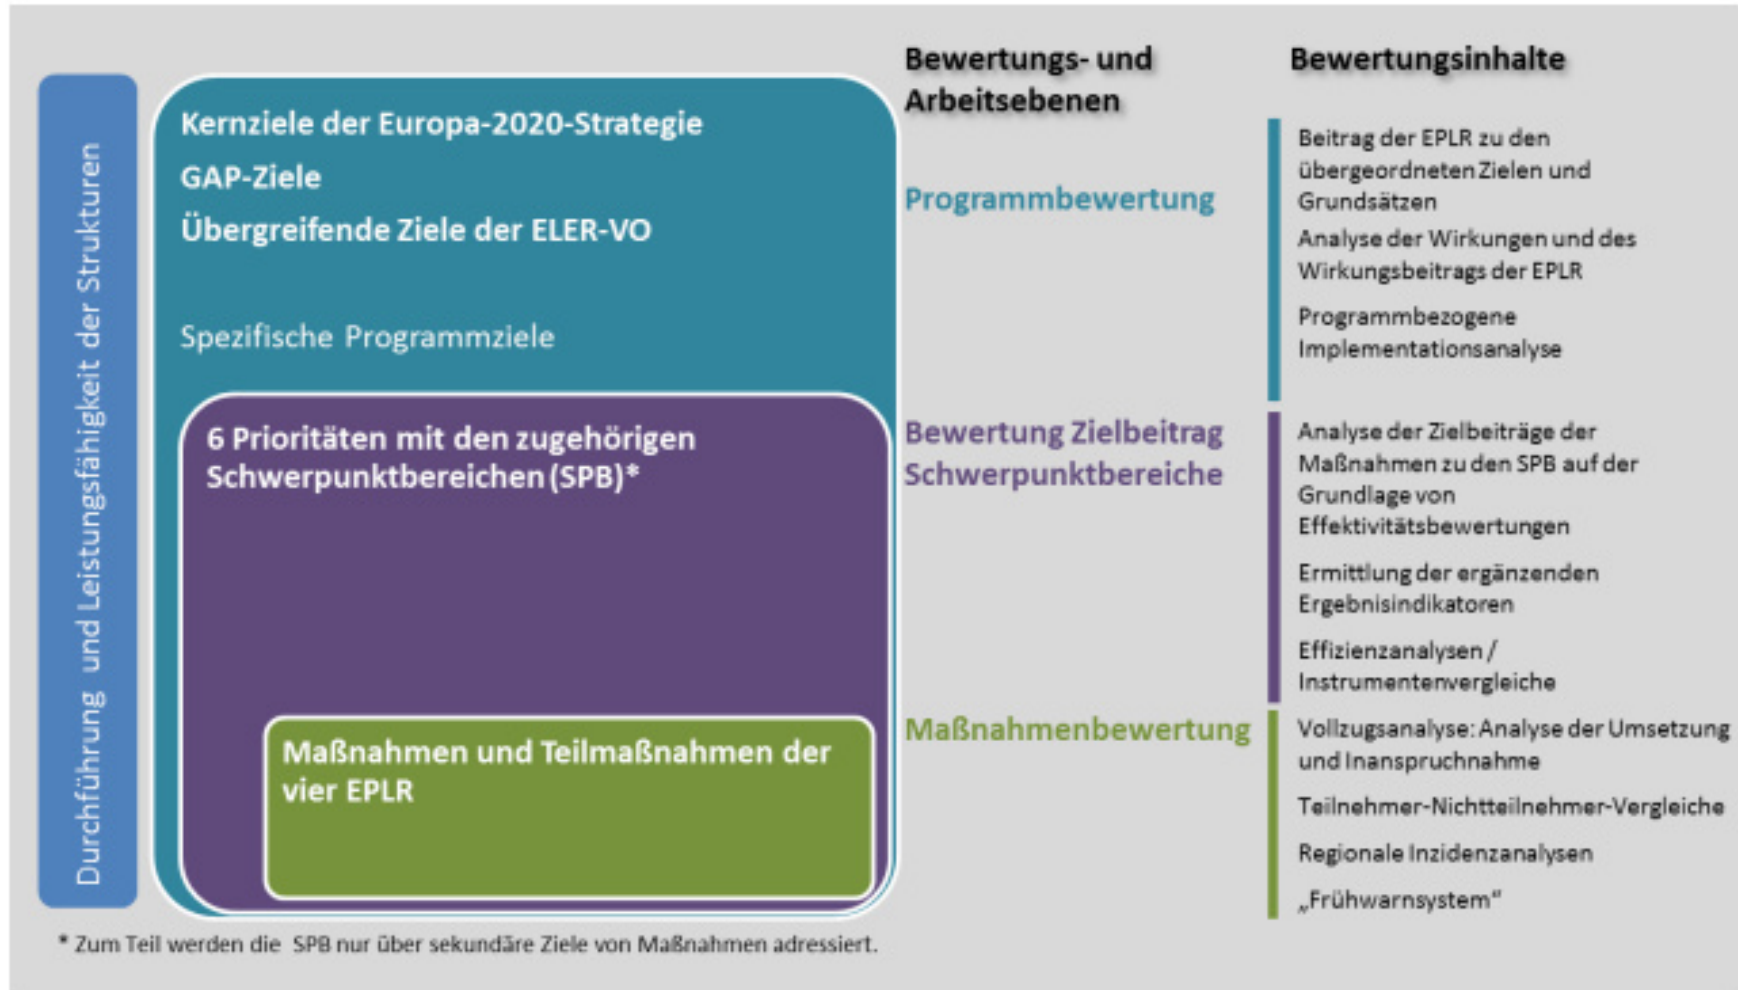 Durchführung und Leistungsfähigkeit der Strukturen
Kernziele der Europa-2020-Strategie
GAP-Ziele
Übergreifende Ziele der ELER-VO
Spezifische Programmziele
6 Prioritäten mit den zugehörigen
Schwerpunktbereichen (SPB)*
Maßnahmen und Teilmaßnahmen der
vier EPLR
Bewertungs- und
Arbeitsebenen
Programmbewertung
Bewertung Zielbeitrag
Schwerpunktbereiche
Maßnahmenbewertung
Bewertungsinhalte
Beitrag der EPLR zu den
übergeordneten Zielen und
Grundsätzen
Analyse der Wirkungen und des
Wirkungsbeitrags der EPLR
Programmbezogene
Implementationsanalyse
Analyse der Zielbeiträge der
Maßnahmen zu den SPB auf der
Grundlage von
Effektivitätsbewertungen
Ermittlung der ergänzenden
Ergebnisindikatoren
Effizienzanalysen /
Instrumentenvergleiche
Vollzugsanalyse: Analyse der Umsetzung
und Inanspruchnahme
Teilnehmer-Nichtteilnehmer-Vergleiche
Regionale Inzidenzanalysen
„Frühwarnsystem“
* Zum Teil werden die SPB nur über sekundäre Ziele von Maßnahmen adressiert.